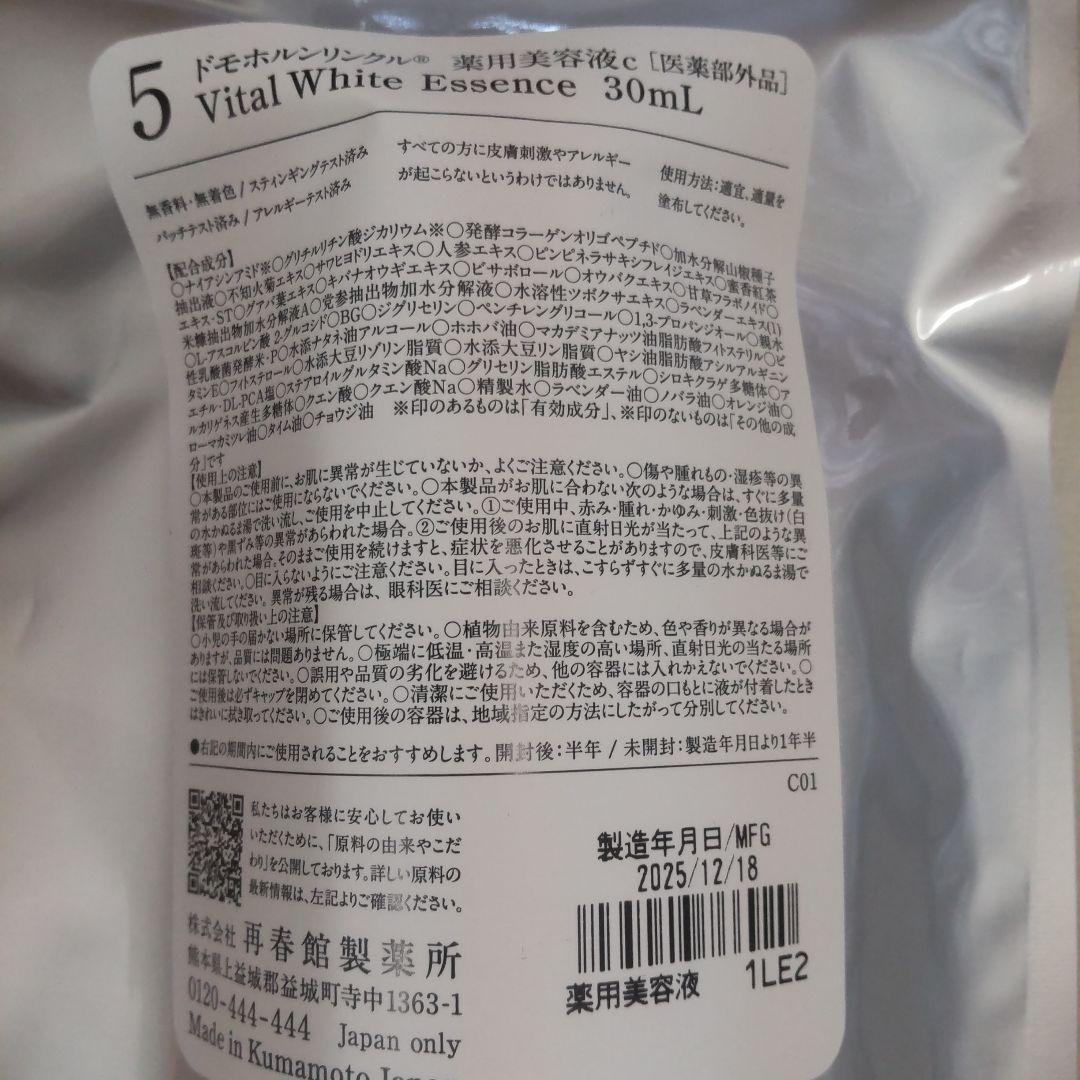 5 ドモホルンリンクル® 薬用美容液c [医薬部外品]
Vital White Essence 30mL
無香料・無着色 / スティンギングテスト済み
パッチテスト済み / アレルギーテスト済み
すべての方に皮膚刺激やアレルギー
が起こらないというわけではありません。
使用方法：適宜、適量を
塗布してください。
【配合成分】
○ナイアシンアミド※○グリチルリチン酸ジカリウム※○発酵コラーゲンオリゴペプチド○加水分解山椒種子
抽出液○不知火菊エキス○サワヒヨドリエキス○人参エキス○ピンピネラサキシフレイジエキス○蜜香紅茶
エキス・ST○グアバ葉エキス○キバナオウギエキス○ビサボロール○オウバクエキス○甘草フラボノイド○
米糠抽出物加水分解液A○党参抽出物加水分解液○水溶性ツボクサエキス○ラベンダーエキス(1)
○L-アスコルビン酸 2-グルコシド○BG○ジグリセリン○ペンチレングリコール○1,3-プロパンジオール○親水
性乳酸菌発酵米・P○水添ナタネ油アルコール○ホホバ油○マカデミアナッツ油脂肪酸フィトステリル○ビ
タミンE○フィトステロール○水添大豆リゾリン脂質○水添大豆リン脂質○ヤシ油脂肪酸アシルアルギニン
エチル・DL-PCA塩○ステアロイルグルタミン酸Na○グリセリン脂肪酸エステル○シロキクラゲ多糖体○ア
ルカリゲネス産生多糖体○クエン酸○クエン酸Na○精製水○ラベンダー油○ノバラ油○オレンジ油○
ローマカミツレ油○タイム油○チョウジ油 ※印のあるものは「有効成分」、※印のないものは「その他の成
分」です
【使用上の注意】
○本製品のご使用前に、お肌に異常が生じていないか、よくご注意ください。○傷や腫れもの・湿疹等の異
常がある部位にはご使用にならないでください。○本製品がお肌に合わない次のような場合は、すぐに多量
の水かぬるま湯で洗い流し、ご使用を中止してください。①ご使用中、赤み・腫れ・かゆみ・刺激・色抜け(白
斑等)や黒ずみ等の異常があらわれた場合。②ご使用後のお肌に直射日光が当たって、上記のような異
常があらわれた場合。そのままご使用を続けますと、症状を悪化させることがありますので、皮膚科医等にご
相談ください。○目に入らないようにご注意ください。目に入ったときは、こすらずすぐに多量の水かぬるま湯で
洗い流してください。異常が残る場合は、眼科医にご相談ください。
【保管及び取り扱い上の注意】
○小児の手の届かない場所に保管してください。○植物由来原料を含むため、色や香りが異なる場合が
ありますが、品質には問題ありません。○極端に低温・高温また湿度の高い場所、直射日光の当たる場所
には保管しないでください。○誤用や品質の劣化を避けるため、他の容器には入れかえないでください。○
ご使用後は必ずキャップを閉めてください。○清潔にご使用いただくため、容器の口もとに液が付着したとき
はきれいに拭き取ってください。○ご使用後の容器は、地域指定の方法にしたがって分別してください。
●右記の期間内にご使用されることをおすすめします。開封後：半年 / 未開封：製造年月日より1年半
C01
私たちはお客様に安心してお使い
いただくために、「原料の由来やこだ
わり」を公開しております。詳しい原料の
最新情報は、左記よりご確認ください。
製造年月日/MFG
2025/12/18
薬用美容液 1LE2
株式会社 再春館製薬所
熊本県上益城郡益城町寺中1363-1
0120-444-444 Japan only
Made in Kumamoto Japan